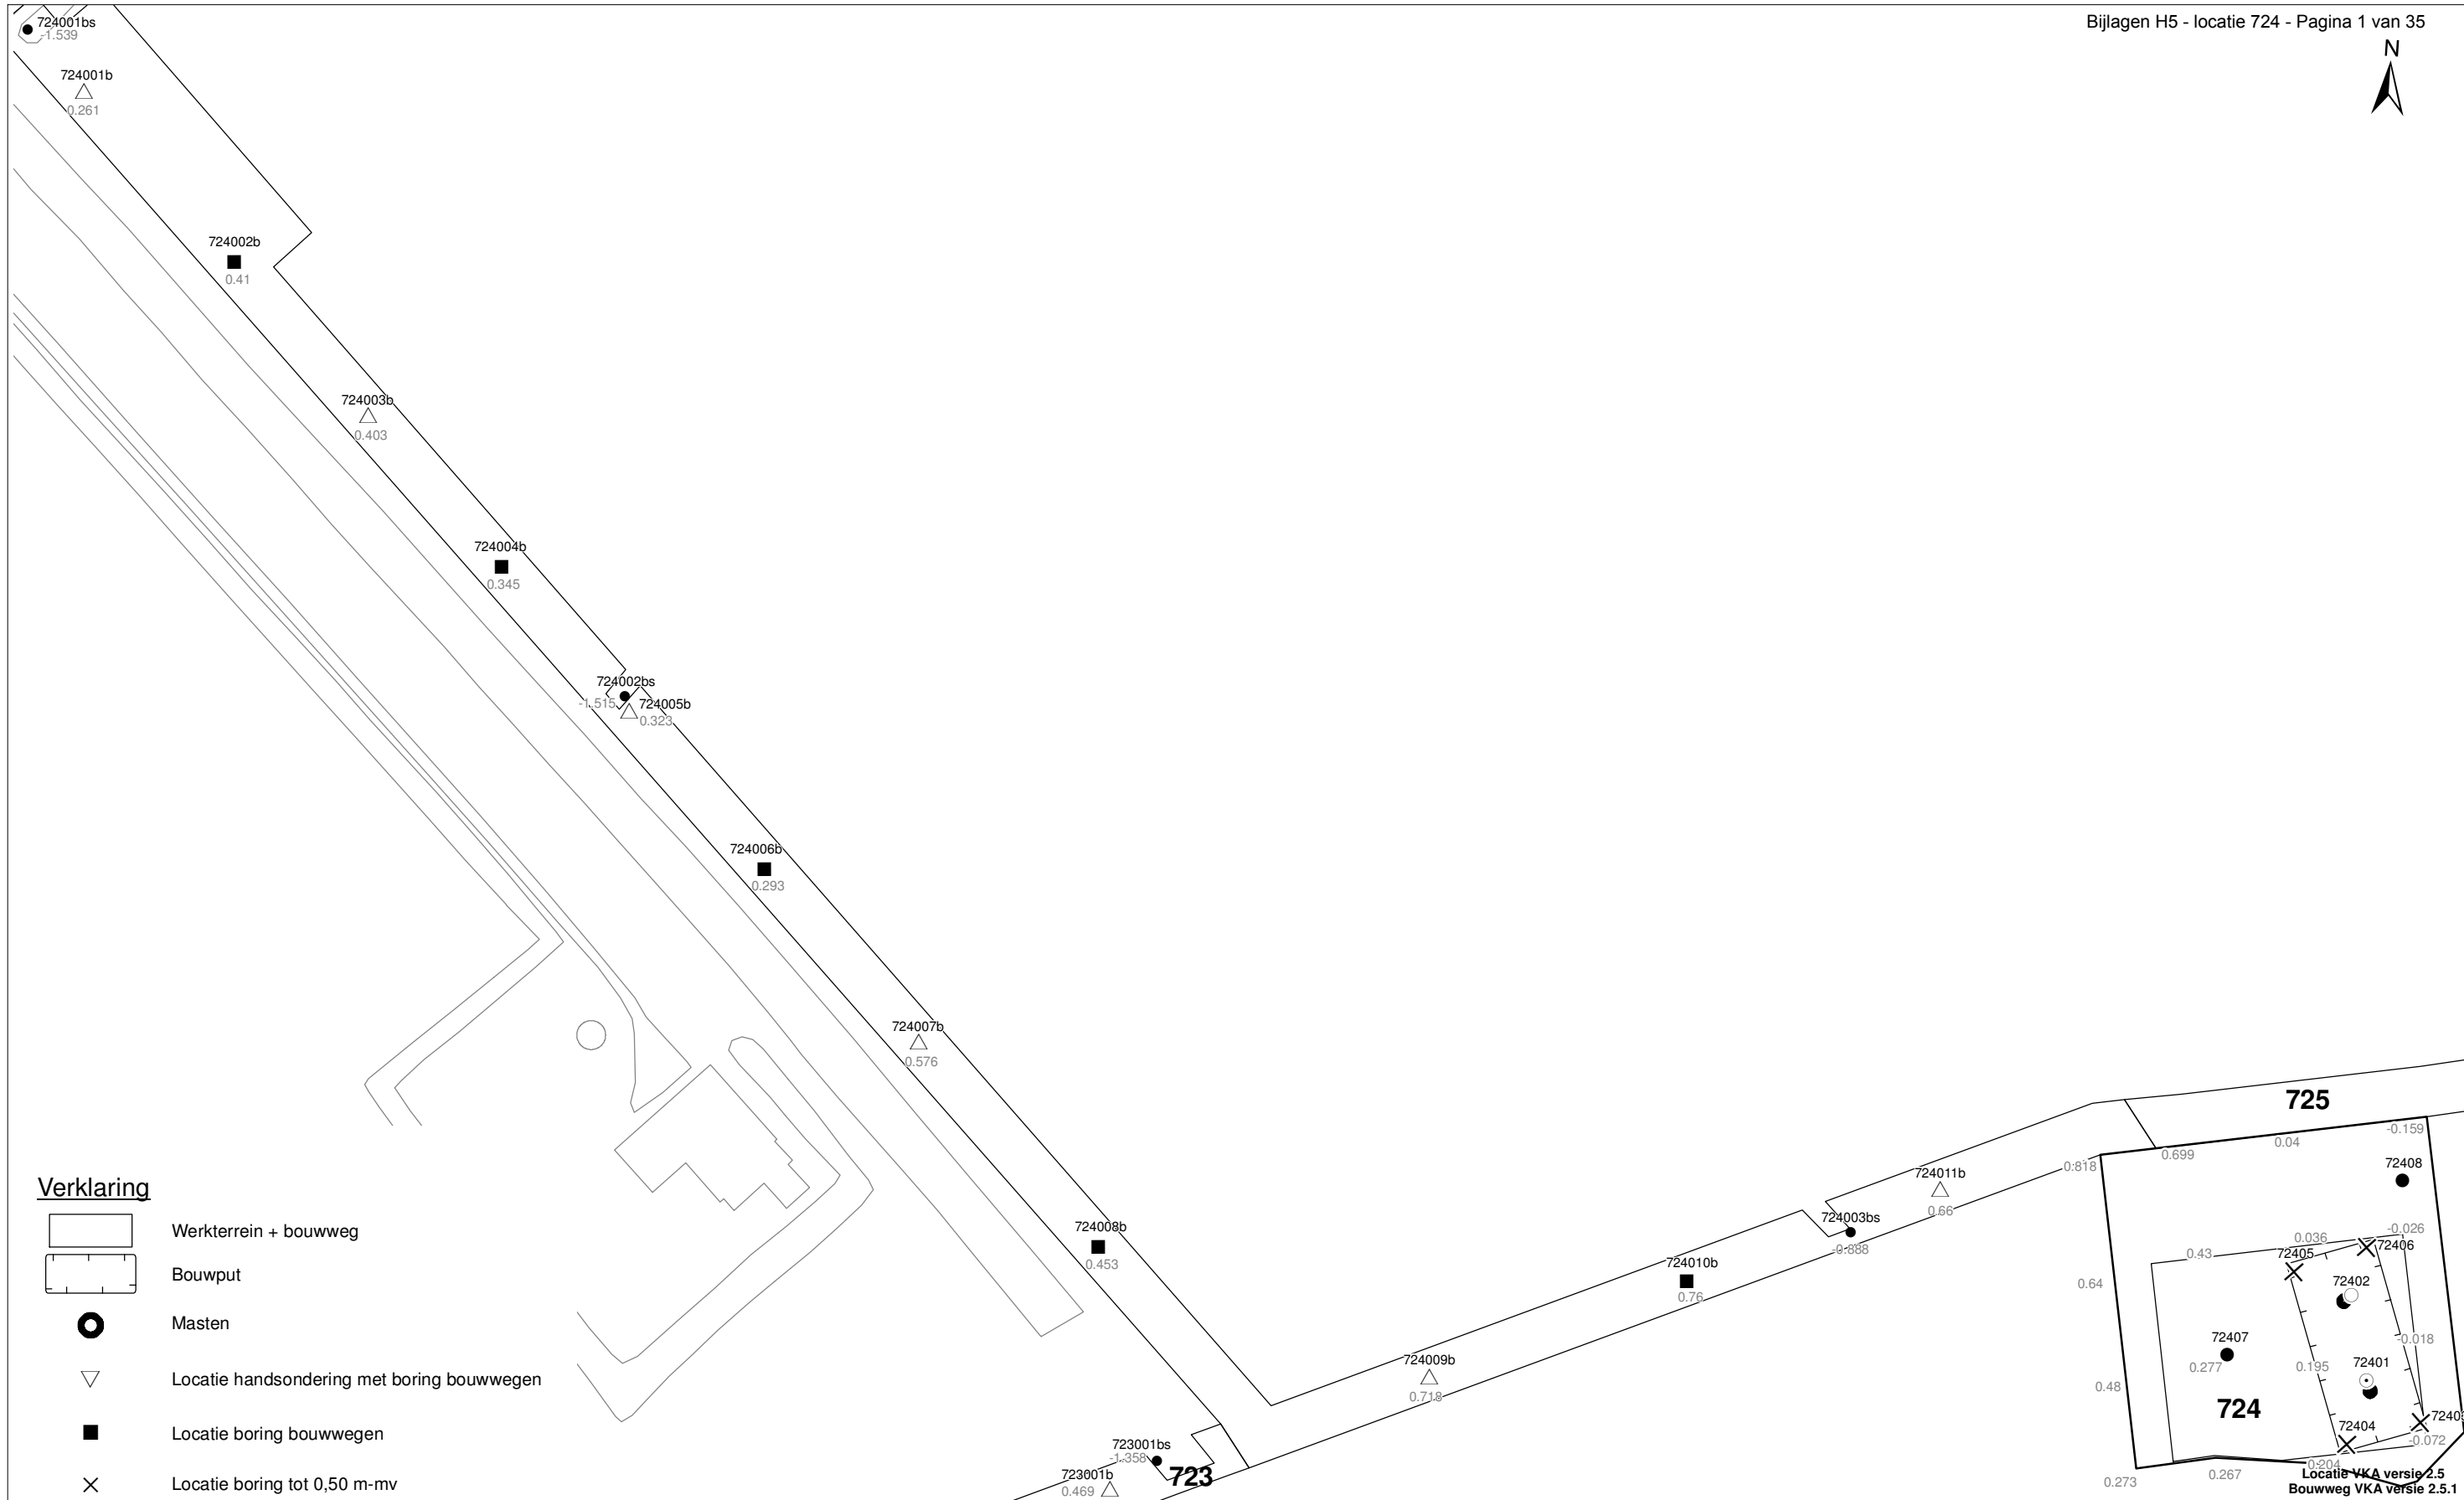 Bijlagen H5 - locatie 724 - Pagina 1 van 35
N
724001bs
-1.539
724001b
0.261
724002b
0.41
724003b
0.403
724004b
0.345
724002bs
-1.515
724005b
0.323
724006b
0.293
724007b
0.576
724008b
0.453
724009b
0.718
724010b
0.76
724003bs
-0.888
724011b
0.66
723001bs
-1.358
723001b
0.469
723
725
0.818
0.699
0.04
-0.159
72408
-0.026
0.036
0.43
72405
72406
72402
0.64
-0.018
72407
0.277
0.195
72401
0.48
724
72404
-0.072
0.204
0.267
0.273
Locatie VKA versie 2.5
Bouwweg VKA versie 2.5.1
Verklaring
Werkterrein + bouwweg
Bouwput
Masten
Locatie handsondering met boring bouwwegen
Locatie boring bouwwegen
Locatie boring tot 0,50 m-mv